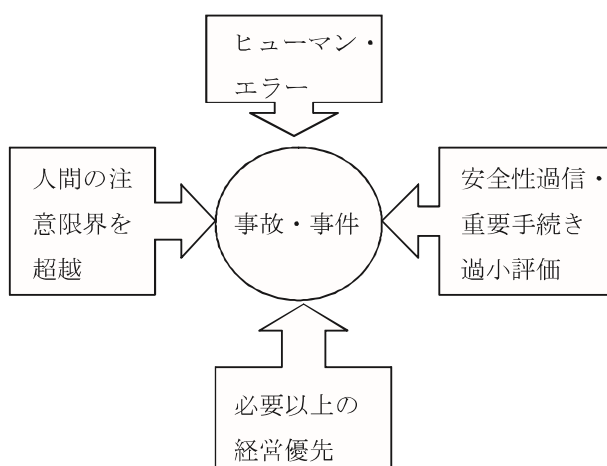 ヒューマン・
エラー
人間の注
意限界を
超越
事故・事件
安全性過信・
重要手続き
過小評価
必要以上の
経営優先